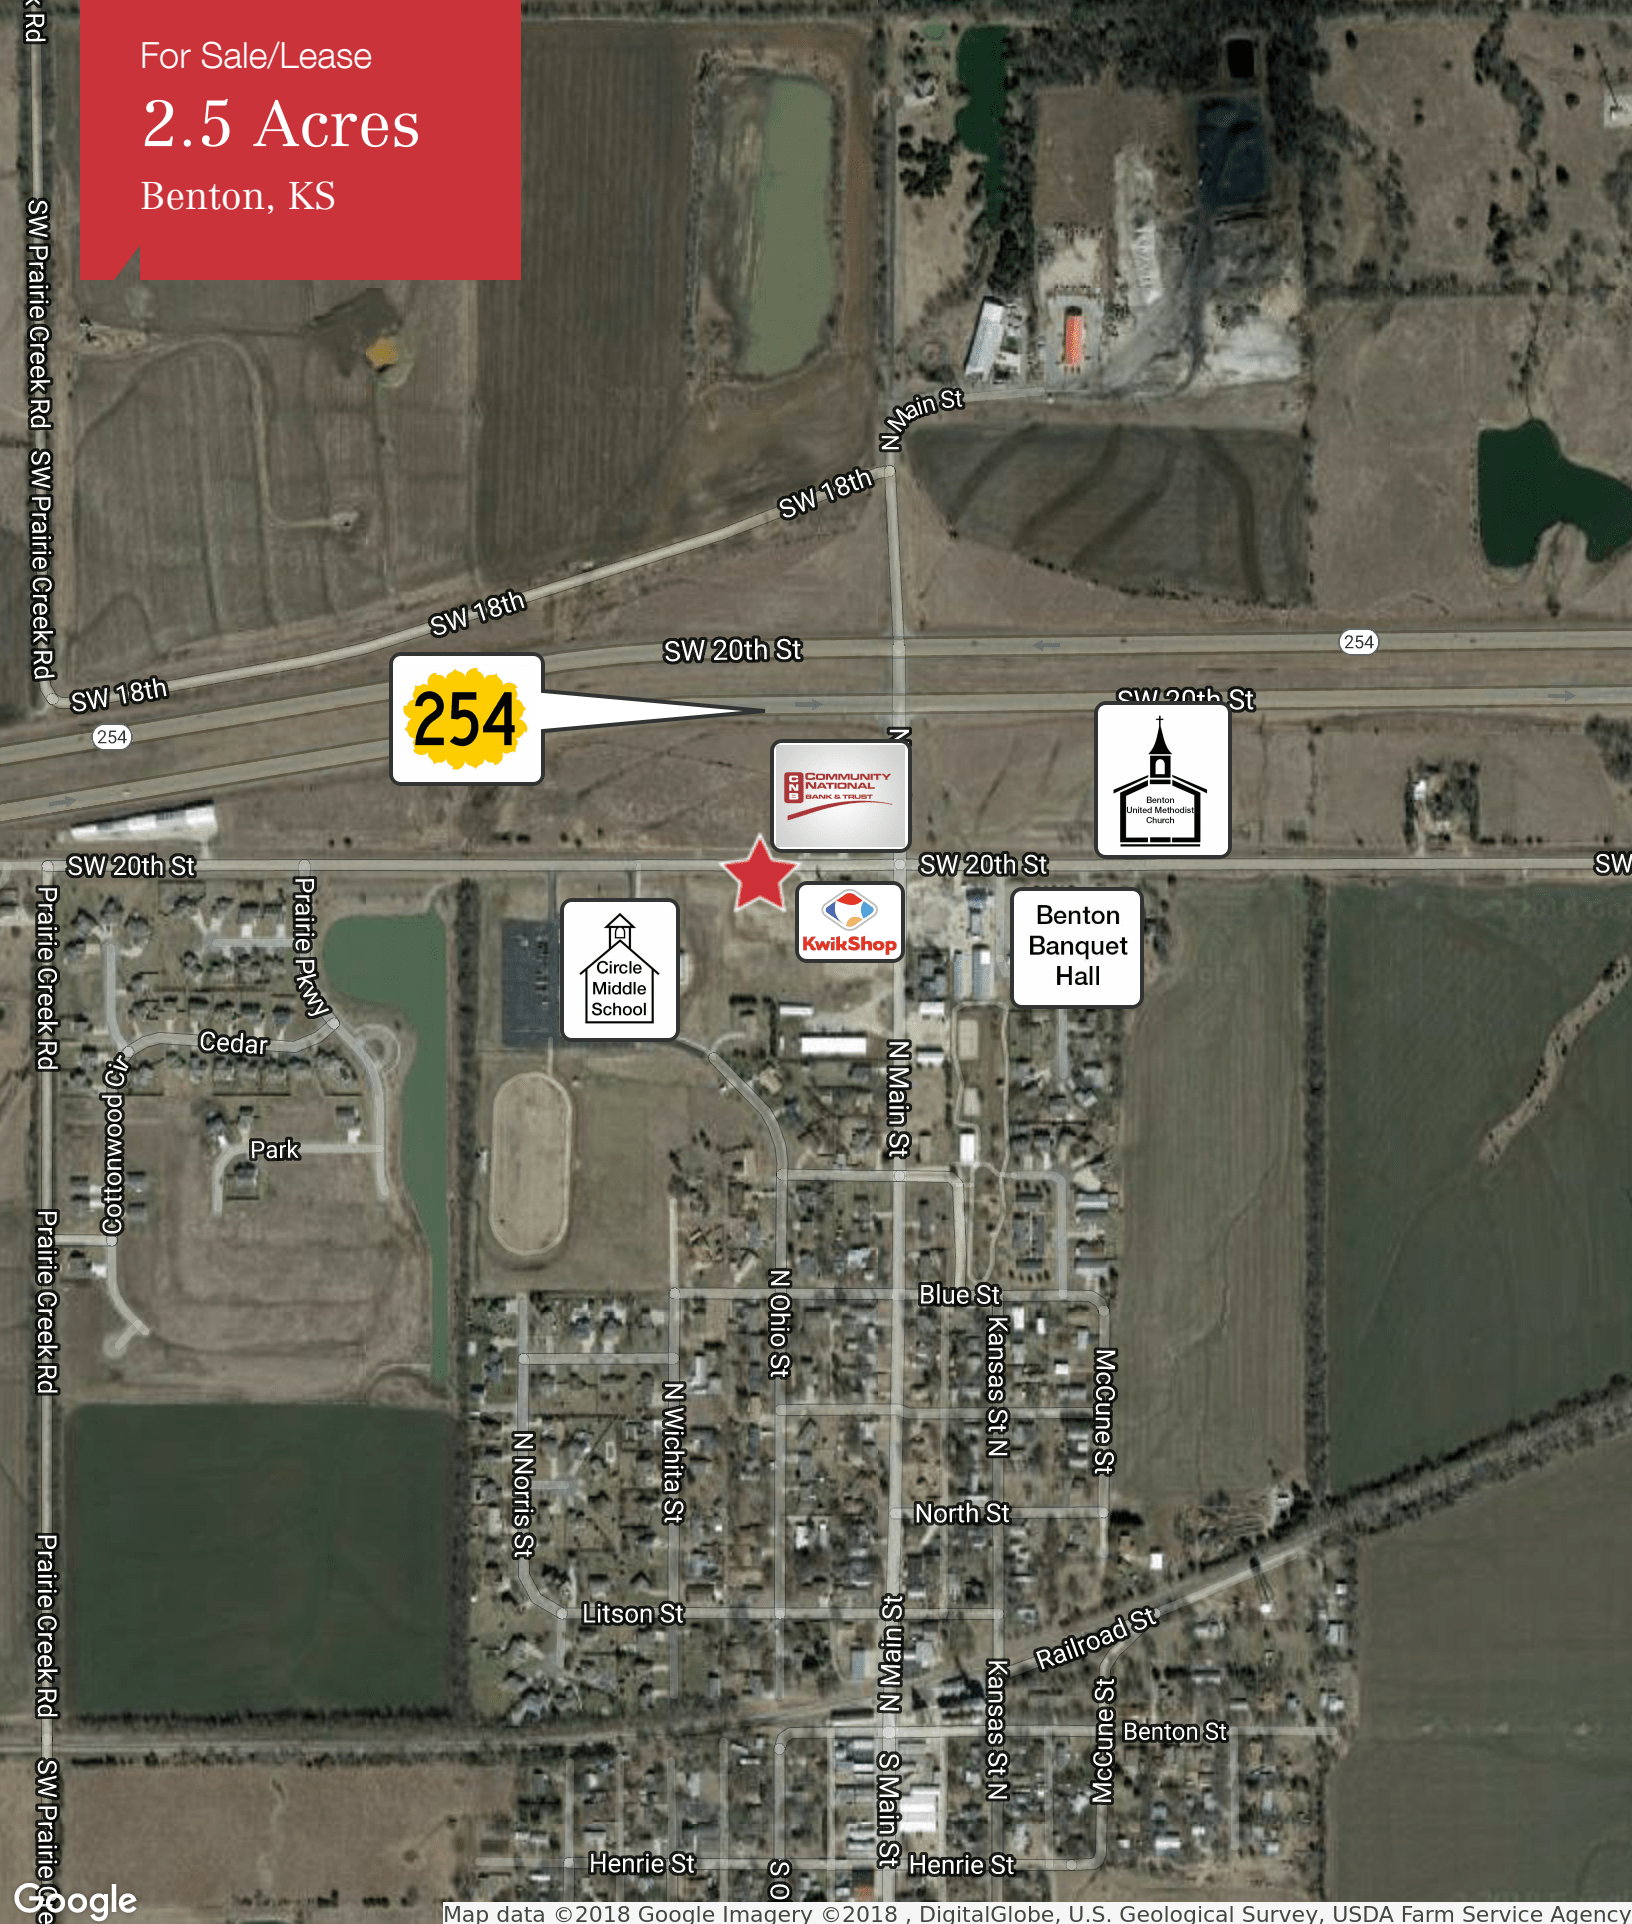 For Sale/Lease
2.5 Acres
Benton, KS
Rd
SW Prairie Creek Rd
SW Prairie Creek Rd
N Main St
SW 18th
SW 18th
SW 18th
SW 20th St
254
SW 20th St
254
254
N
COMMUNITY
NATIONAL
BANK & TRUST
CNB
Benton
United Methodist
Church
SW 20th St
SW 20th St
SW
Prairie Creek Rd
Prairie Pkwy
Circle
Middle
School
KwikShop
Benton
Banquet
Hall
Cedar
Cottonwood Cir
Park
N Main St
Prairie Creek Rd
N Ohio St
Blue St
Kansas St N
McCune St
N Wichita St
N Norris St
North St
Prairie Creek Rd
Litson St
N Main St
Railroad St
Kansas St N
McCune St
Benton St
SW Prairie Cre
S Main St
Henrie St
S O
Henrie St
Google
Map data ©2018 Google Imagery ©2018 , DigitalGlobe, U.S. Geological Survey, USDA Farm Service Agency